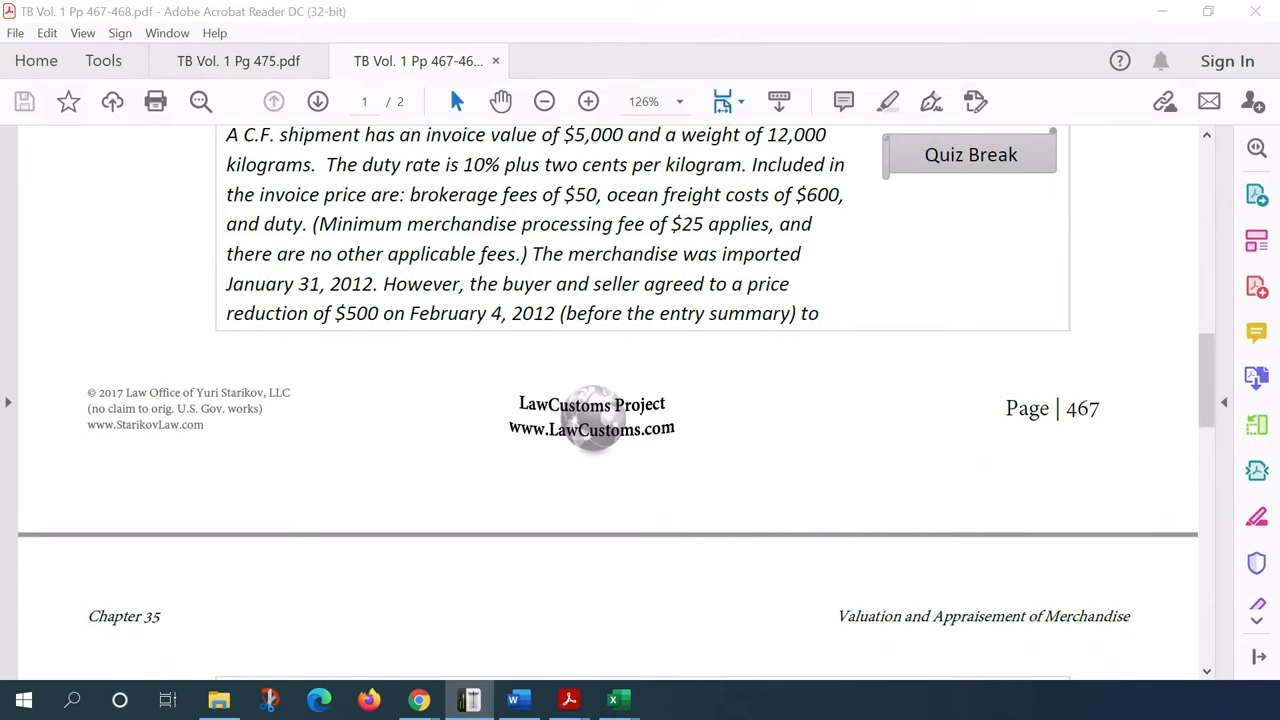 TB Vol. 1 Pp 467-468.pdf - Adobe Acrobat Reader DC (32-bit)
File Edit View Sign Window Help
Home Tools TB Vol. 1 Pg 475.pdf TB Vol. 1 Pp 467-46... × Sign In
1 / 2 126%
A C.F. shipment has an invoice value of $5,000 and a weight of 12,000
kilograms. The duty rate is 10% plus two cents per kilogram. Included in
the invoice price are: brokerage fees of $50, ocean freight costs of $600,
and duty. (Minimum merchandise processing fee of $25 applies, and
there are no other applicable fees.) The merchandise was imported
January 31, 2012. However, the buyer and seller agreed to a price
reduction of $500 on February 4, 2012 (before the entry summary) to
Quiz Break
© 2017 Law Office of Yuri Starikov, LLC
(no claim to orig. U.S. Gov. works)
www.StarikovLaw.com
LawCustoms Project
www.LawCustoms.com
Page | 467
Chapter 35
Valuation and Appraisement of Merchandise